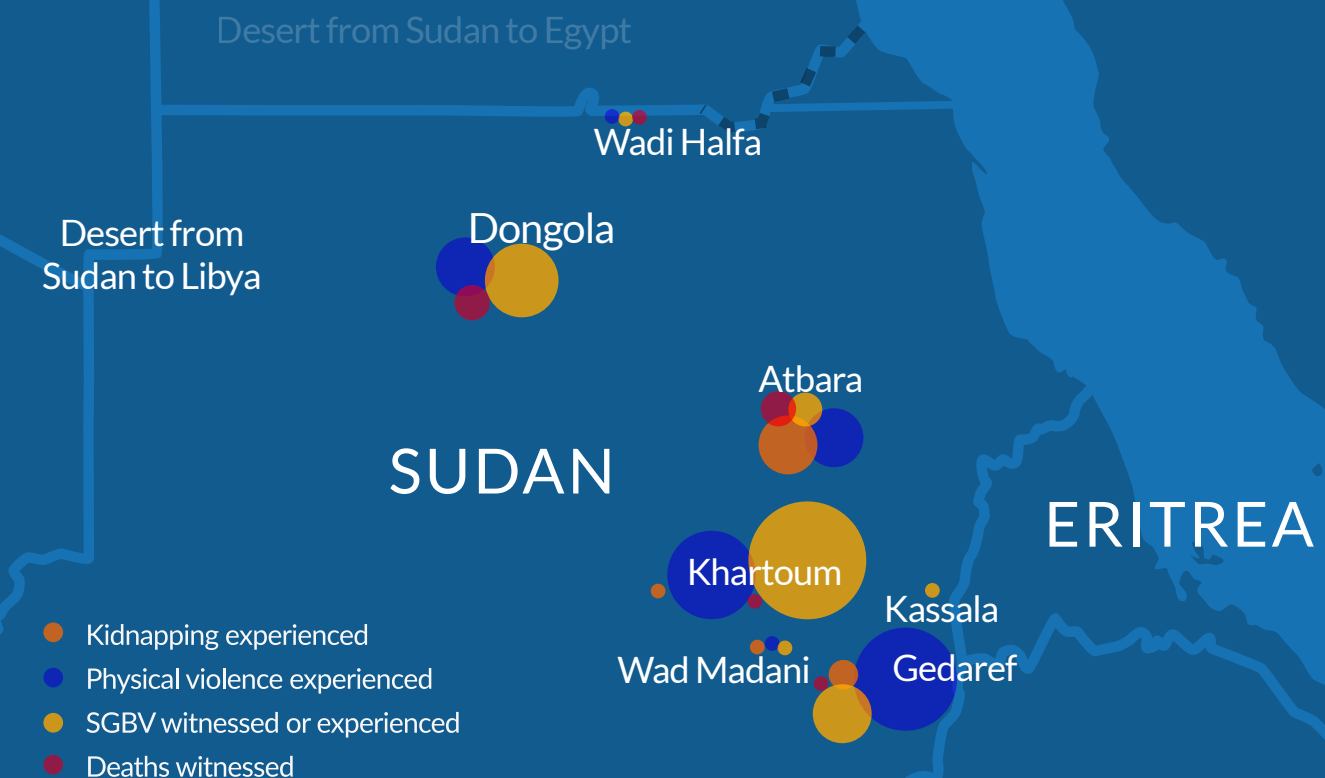 Desert from Sudan to Egypt
Wadi Halfa
Desert from
Sudan to Libya
Dongola
Atbara
SUDAN
ERITREA
Khartoum
Kassala
Wad Madani
Gedaref
Kidnapping experienced
Physical violence experienced
SGBV witnessed or experienced
Deaths witnessed